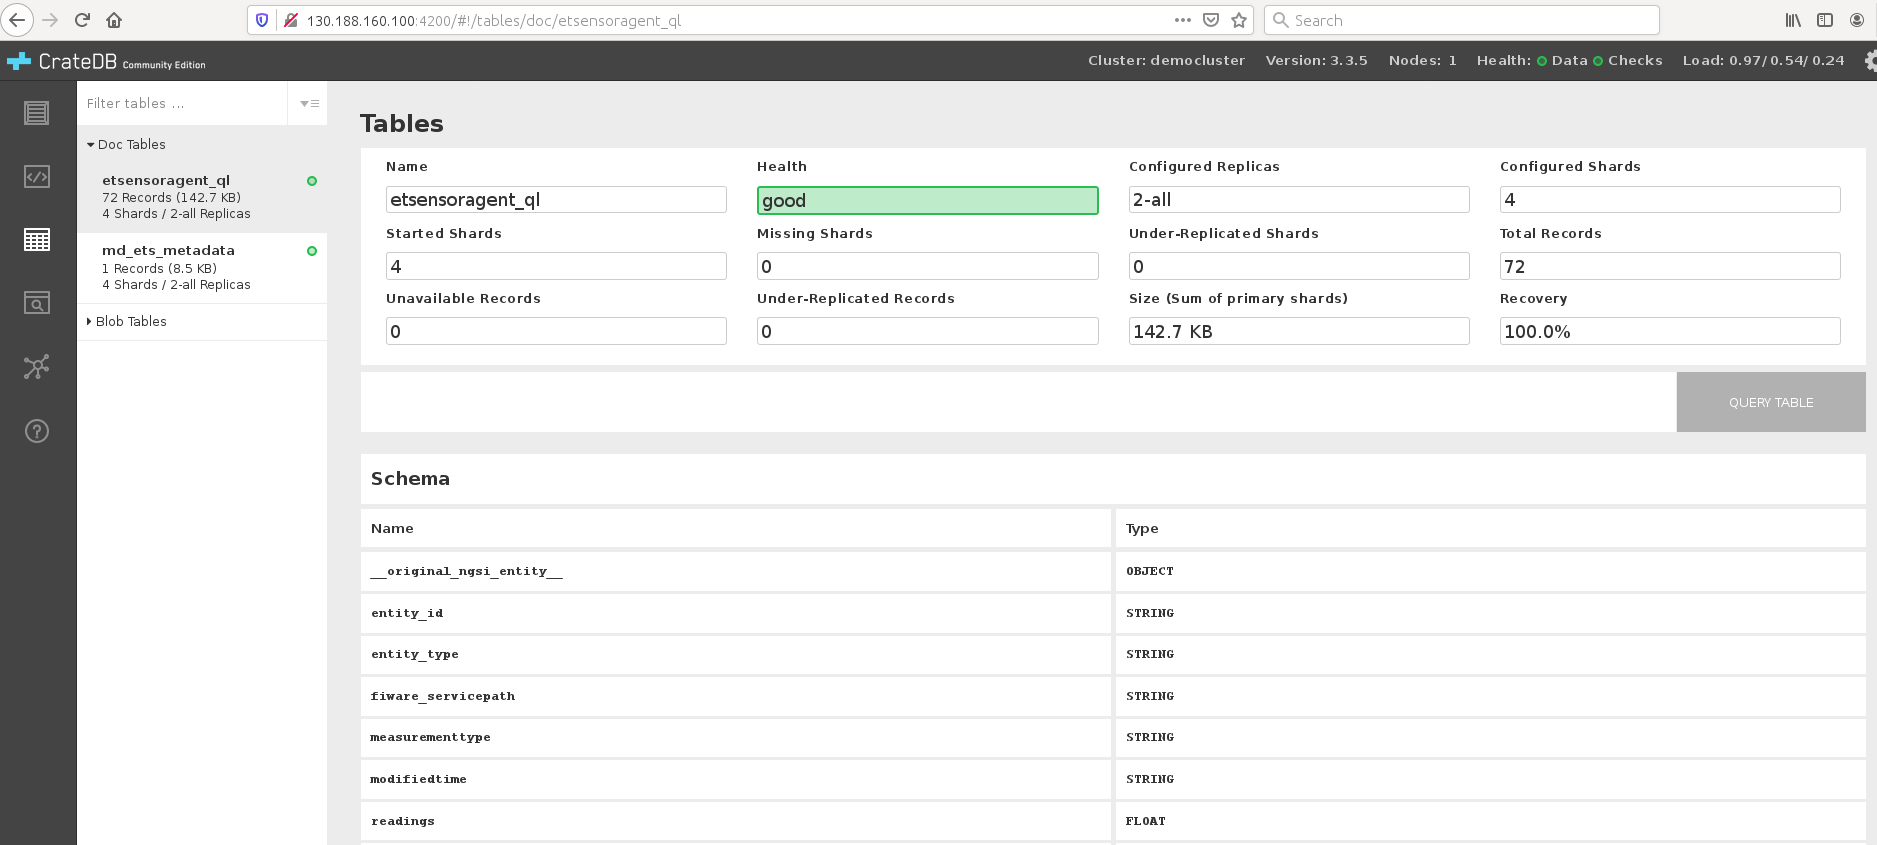 130.188.160.100:4200/#!/tables/doc/etsensoragent_ql
Search
CrateDB Community Edition
Cluster: democluster Version: 3.3.5 Nodes: 1 Health: Data Checks Load: 0.97/ 0.54/ 0.24
Filter tables ...
Doc Tables
etsensoragent_ql
72 Records (142.7 KB)
4 Shards / 2-all Replicas
md_ets_metadata
1 Records (8.5 KB)
4 Shards / 2-all Replicas
Blob Tables
Tables
Name Health Configured Replicas Configured Shards
etsensoragent_ql good 2-all 4
Started Shards Missing Shards Under-Replicated Shards Total Records
4 0 0 72
Unavailable Records Under-Replicated Records Size (Sum of primary shards) Recovery
0 0 142.7 KB 100.0%
QUERY TABLE
Schema
Name Type
__original_ngsi_entity__ OBJECT
entity_id STRING
entity_type STRING
fiware_servicepath STRING
measurementtype STRING
modifiedtime STRING
readings FLOAT